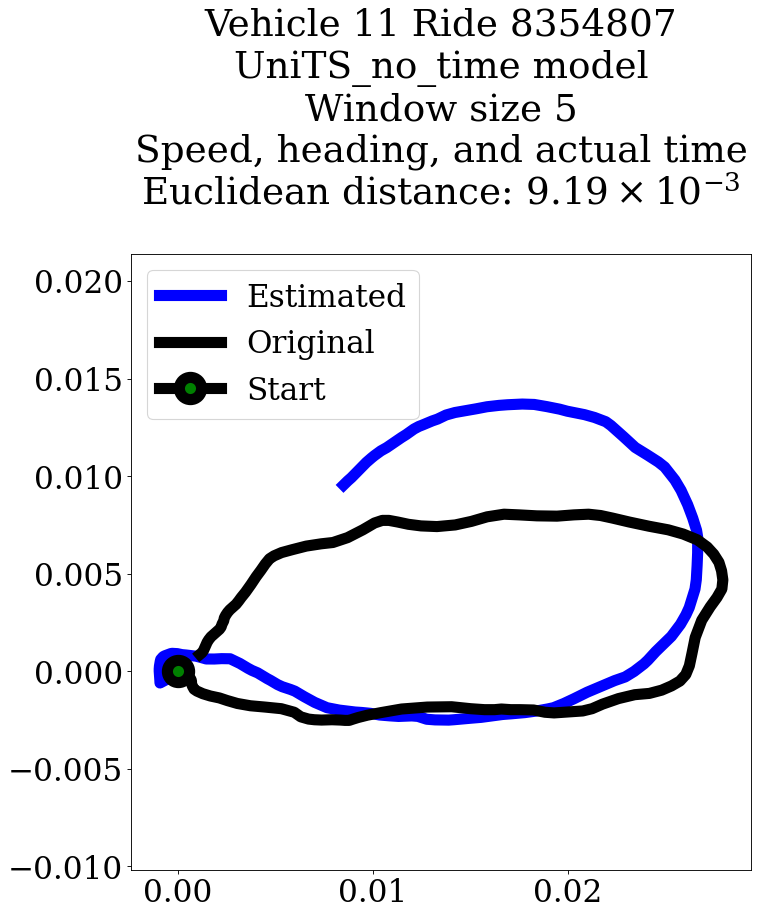 Vehicle 11 Ride 8354807
UniTS_no_time model
Window size 5
Speed, heading, and actual time
Euclidean distance: 9.19 × 10⁻³
Estimated
Original
Start
0.020
0.015
0.010
0.005
0.000
−0.005
−0.010
0.00 0.01 0.02